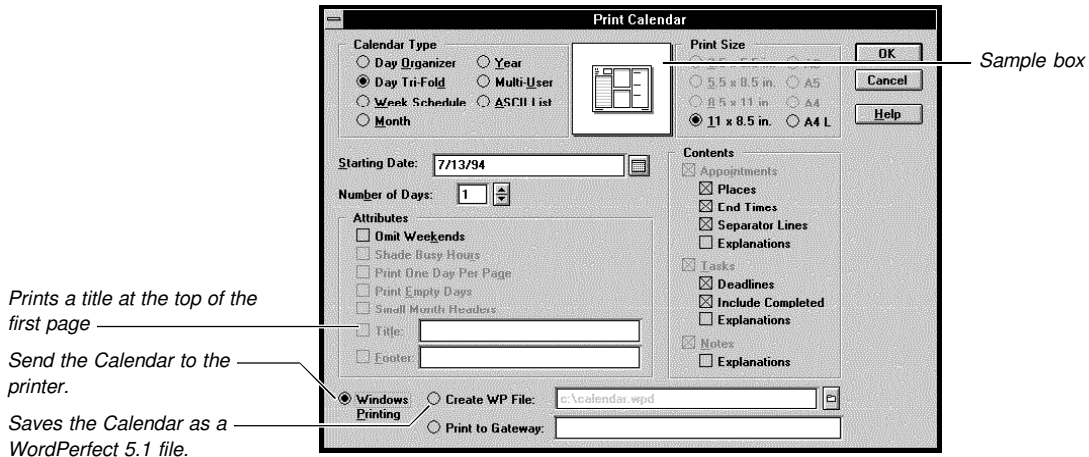 Print Calendar
Calendar Type
Day Organizer
Year
Day Tri-Fold
Multi-User
Week Schedule
ASCII List
Month
Print Size
5.5 x 8.5 in.
A5
8.5 x 11 in
A4
11 x 8.5 in.
A4 L
OK
Cancel
Help
Sample box
Starting Date:
7/13/94
Number of Days:
1
Attributes
Omit Weekends
Shade Busy Hours
Print One Day Per Page
Print Empty Days
Small Month Headers
Title:
Footer:
Contents
Appointments
Places
End Times
Separator Lines
Explanations
Tasks
Deadlines
Include Completed
Explanations
Notes
Explanations
Prints a title at the top of the
first page
Send the Calendar to the
printer.
Saves the Calendar as a
WordPerfect 5.1 file.
Windows
Printing
Create WP File:
c:\calendar.wpd
Print to Gateway: